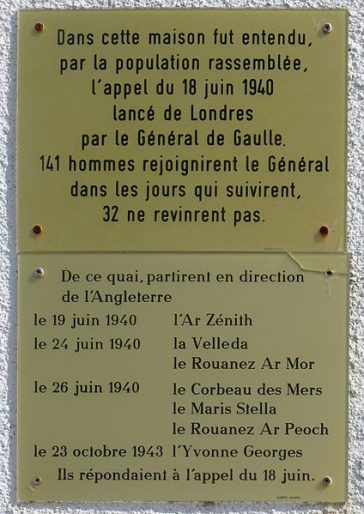 Dans cette maison fut entendu,
par la population rassemblée,
l'appel du 18 juin 1940
lancé de Londres
par le Général de Gaulle.
141 hommes rejoignirent le Général
dans les jours qui suivirent,
32 ne revinrent pas.
De ce quai, partirent en direction
de l'Angleterre
le 19 juin 1940 l'Ar Zénith
le 24 juin 1940 la Velleda
le Rouanez Ar Mor
le 26 juin 1940 le Corbeau des Mers
le Maris Stella
le Rouanez Ar Peoch
le 23 octobre 1943 l'Yvonne Georges
Ils répondaient à l'appel du 18 juin.